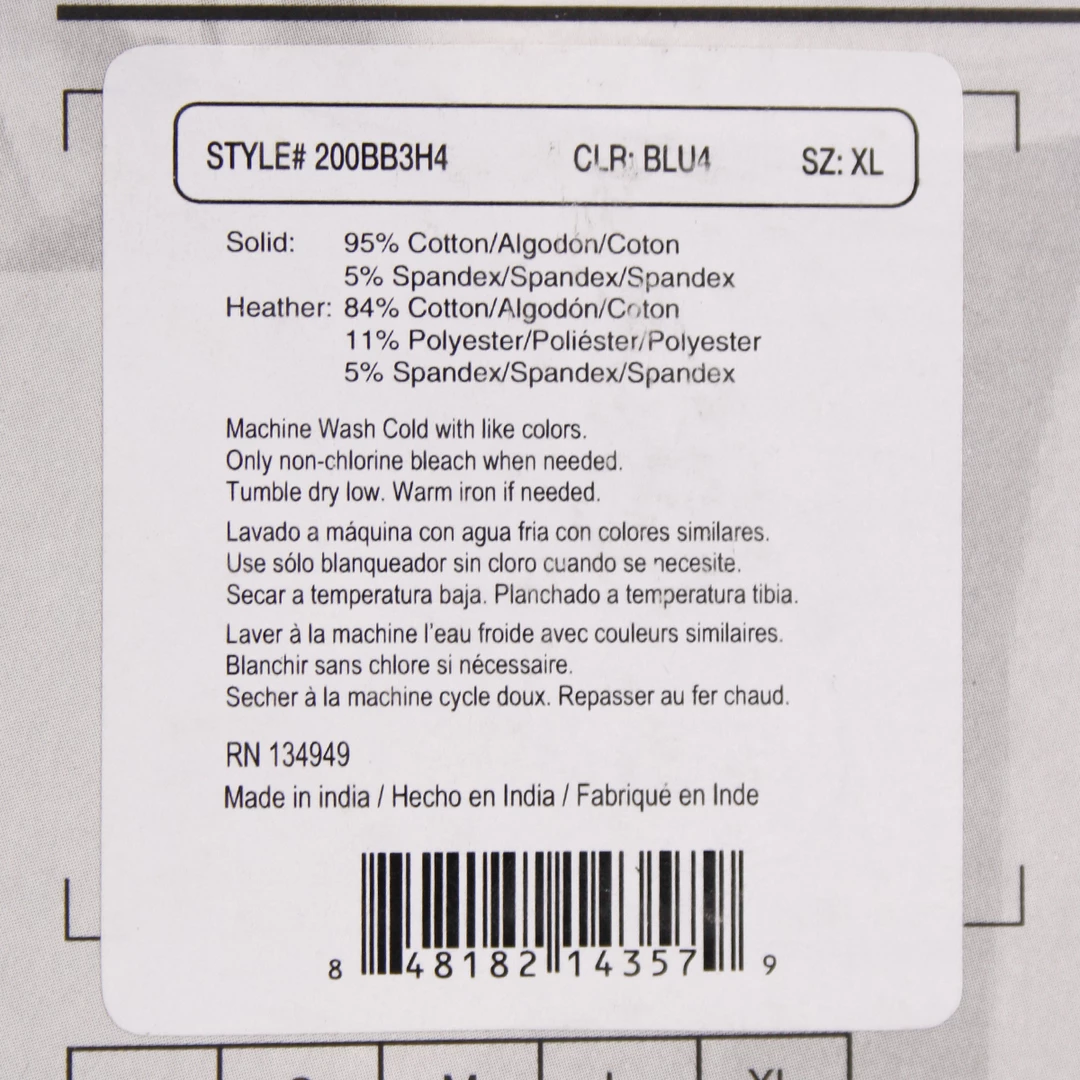 STYLE# 200BB3H4 CLR: BLU4 SZ: XL
Solid: 95% Cotton/Algodón/Coton
5% Spandex/Spandex/Spandex
Heather: 84% Cotton/Algodón/Coton
11% Polyester/Poliéster/Polyester
5% Spandex/Spandex/Spandex
Machine Wash Cold with like colors.
Only non-chlorine bleach when needed.
Tumble dry low. Warm iron if needed.
Lavado a máquina con agua fria con colores similares.
Use sólo blanqueador sin cloro cuando se necesite.
Secar a temperatura baja. Planchado a temperatura tibia.
Laver à la machine l'eau froide avec couleurs similaires.
Blanchir sans chlore si nécessaire.
Secher à la machine cycle doux. Repasser au fer chaud.
RN 134949
Made in india / Hecho en India / Fabriqué en Inde
8 48182 14357 9